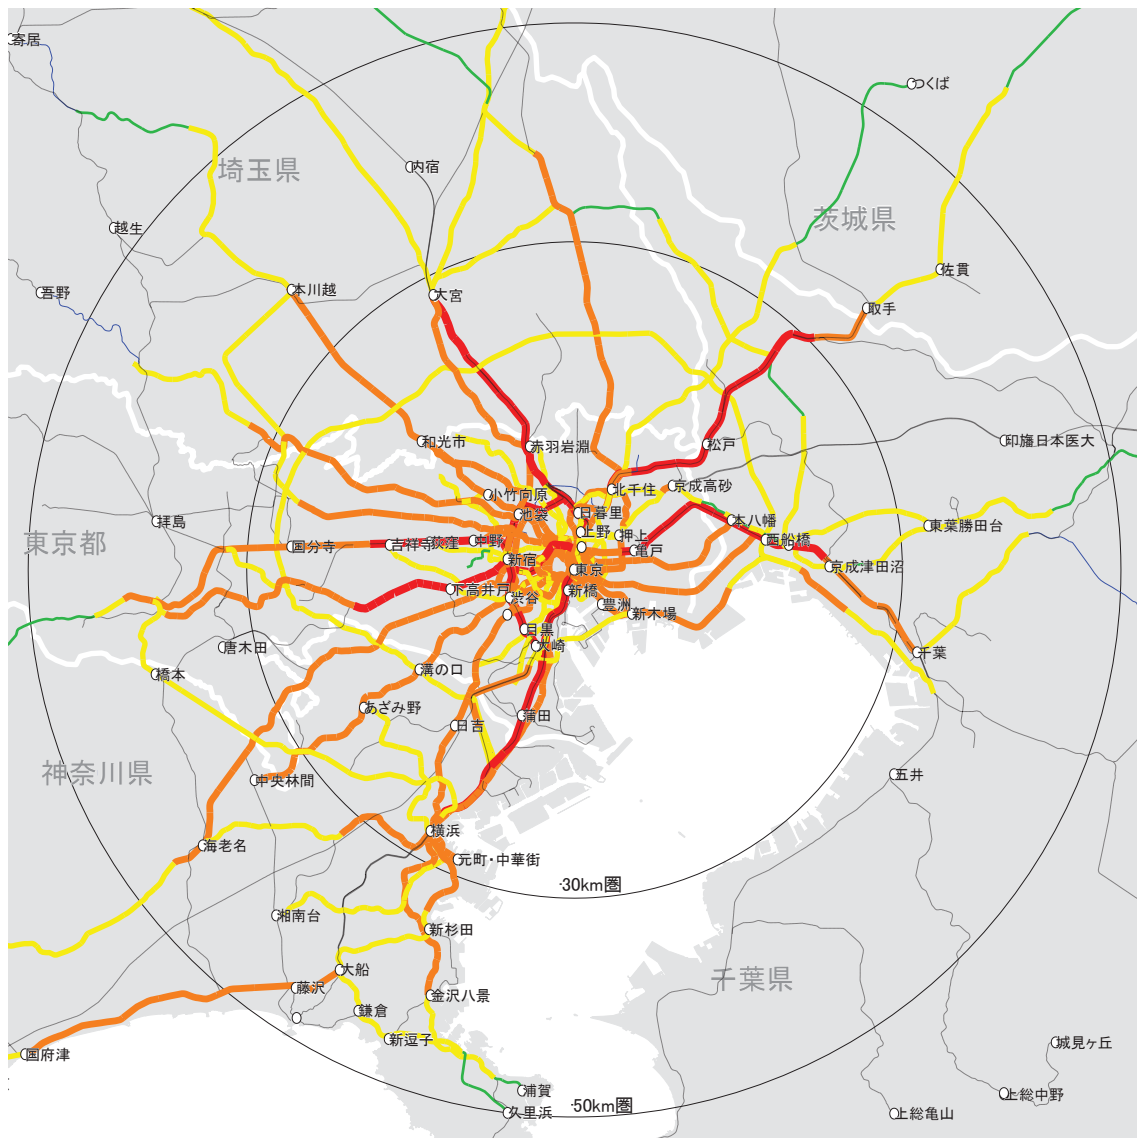 寄居
つくば
内宿
埼玉県
茨城県
越生
佐貫
吾野
本川越
大宮
取手
和光市
赤羽岩淵
松戸
印旛日本医大
小竹向原
北千住
京成高砂
池袋
日暮里
拝島
本八幡
東葉勝田台
上野
押上
東京都
国分寺
吉祥寺
荻窪
中野
亀戸
西船橋
新宿
東京
京成津田沼
下高井戸
渋谷
新橋
豊洲
新木場
目黒
大崎
唐木田
千葉
橋本
溝の口
あざみ野
蒲田
日吉
神奈川県
中央林間
五井
横浜
海老名
元町・中華街
30km圏
湘南台
新杉田
大船
千葉県
藤沢
金沢八景
鎌倉
新逗子
城見ヶ丘
国府津
浦賀
上総中野
50km圏
久里浜
上総亀山